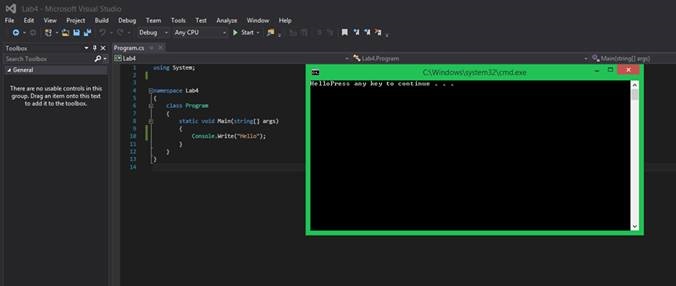 Lab4 - Microsoft Visual Studio
File Edit View Project Build Debug Team Tools Test Analyze Window Help
Debug Any CPU Start
Toolbox
Search Toolbox
General
There are no usable controls in this
group. Drag an item onto this text
to add it to the toolbox.
Program.cs
Lab4 Lab4.Program Main(string[] args)
1 using System;
2
3
4 namespace Lab4
5 {
6 class Program
7 {
8 static void Main(string[] args)
9 {
10 Console.Write("Hello");
11 }
12 }
13 }
14
C:\Windows\system32\cmd.exe
HelloPress any key to continue . . .